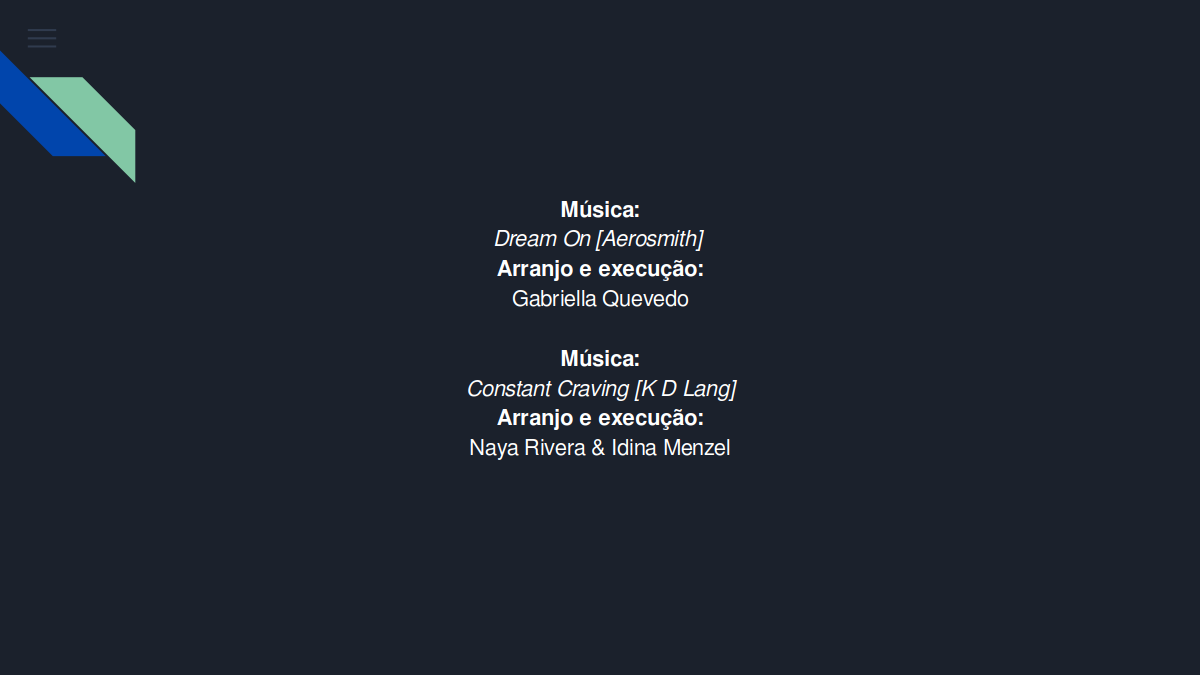 Música:
Dream On [Aerosmith]
Arranjo e execução:
Gabriella Quevedo
Música:
Constant Craving [K D Lang]
Arranjo e execução:
Naya Rivera & Idina Menzel